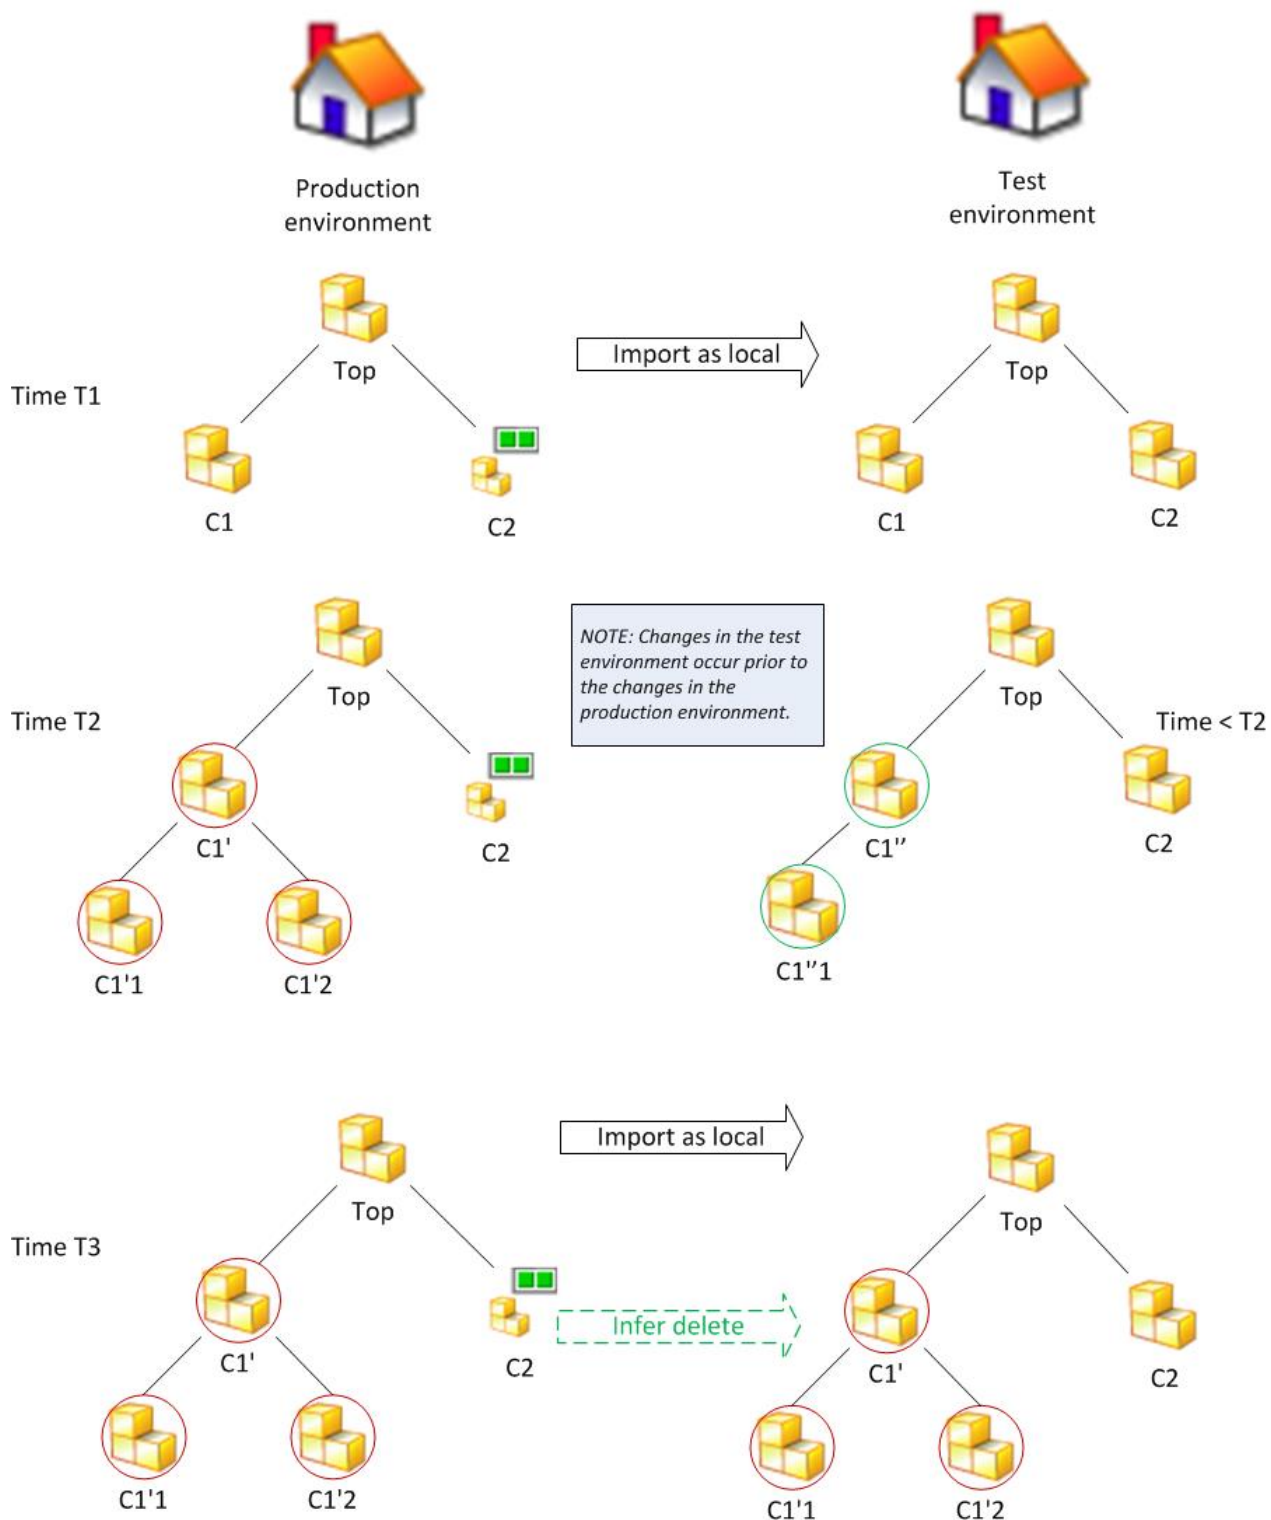 Production
environment
Test
environment
Top
Import as local
Top
Time T1
C1
C2
C1
C2
NOTE: Changes in the test
environment occur prior to
the changes in the
production environment.
Top
Top
Time T2
Time < T2
C1'
C2
C1''
C2
C1'1
C1'2
C1''1
Import as local
Top
Top
Time T3
Infer delete
C1'
C2
C1'
C2
C1'1
C1'2
C1'1
C1'2